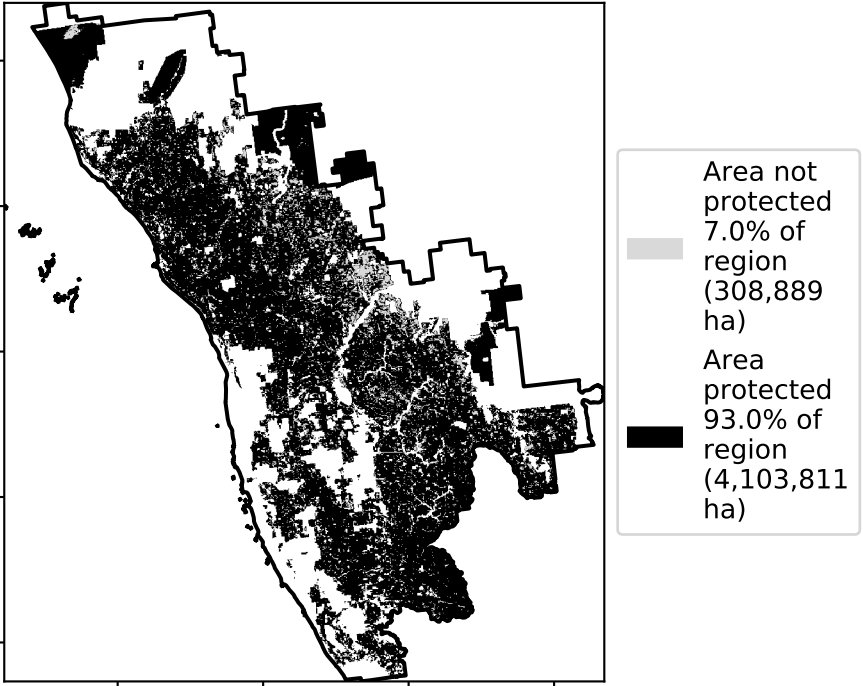 Area not
protected
7.0% of
region
(308,889
ha)
Area
protected
93.0% of
region
(4,103,811
ha)